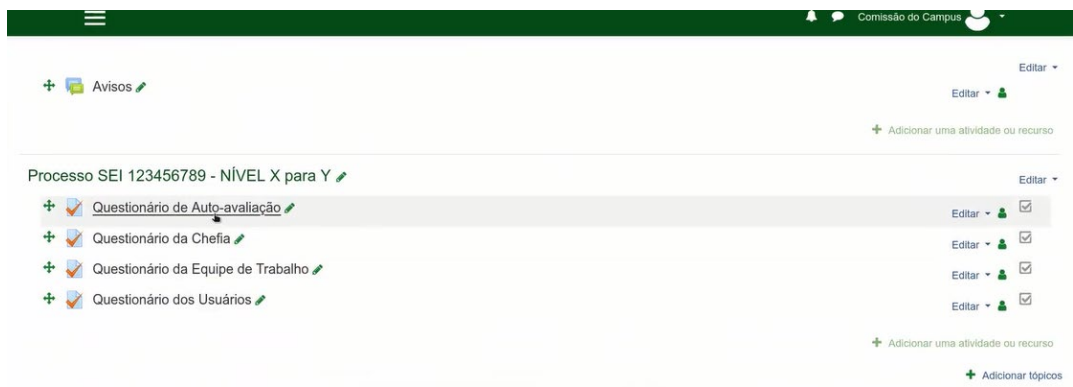 Comissão do Campus
Editar
Avisos
Editar
Adicionar uma atividade ou recurso
Processo SEI 123456789 - NÍVEL X para Y
Editar
Questionário de Auto-avaliação
Editar
Questionário da Chefia
Editar
Questionário da Equipe de Trabalho
Editar
Questionário dos Usuários
Editar
Adicionar uma atividade ou recurso
Adicionar tópicos